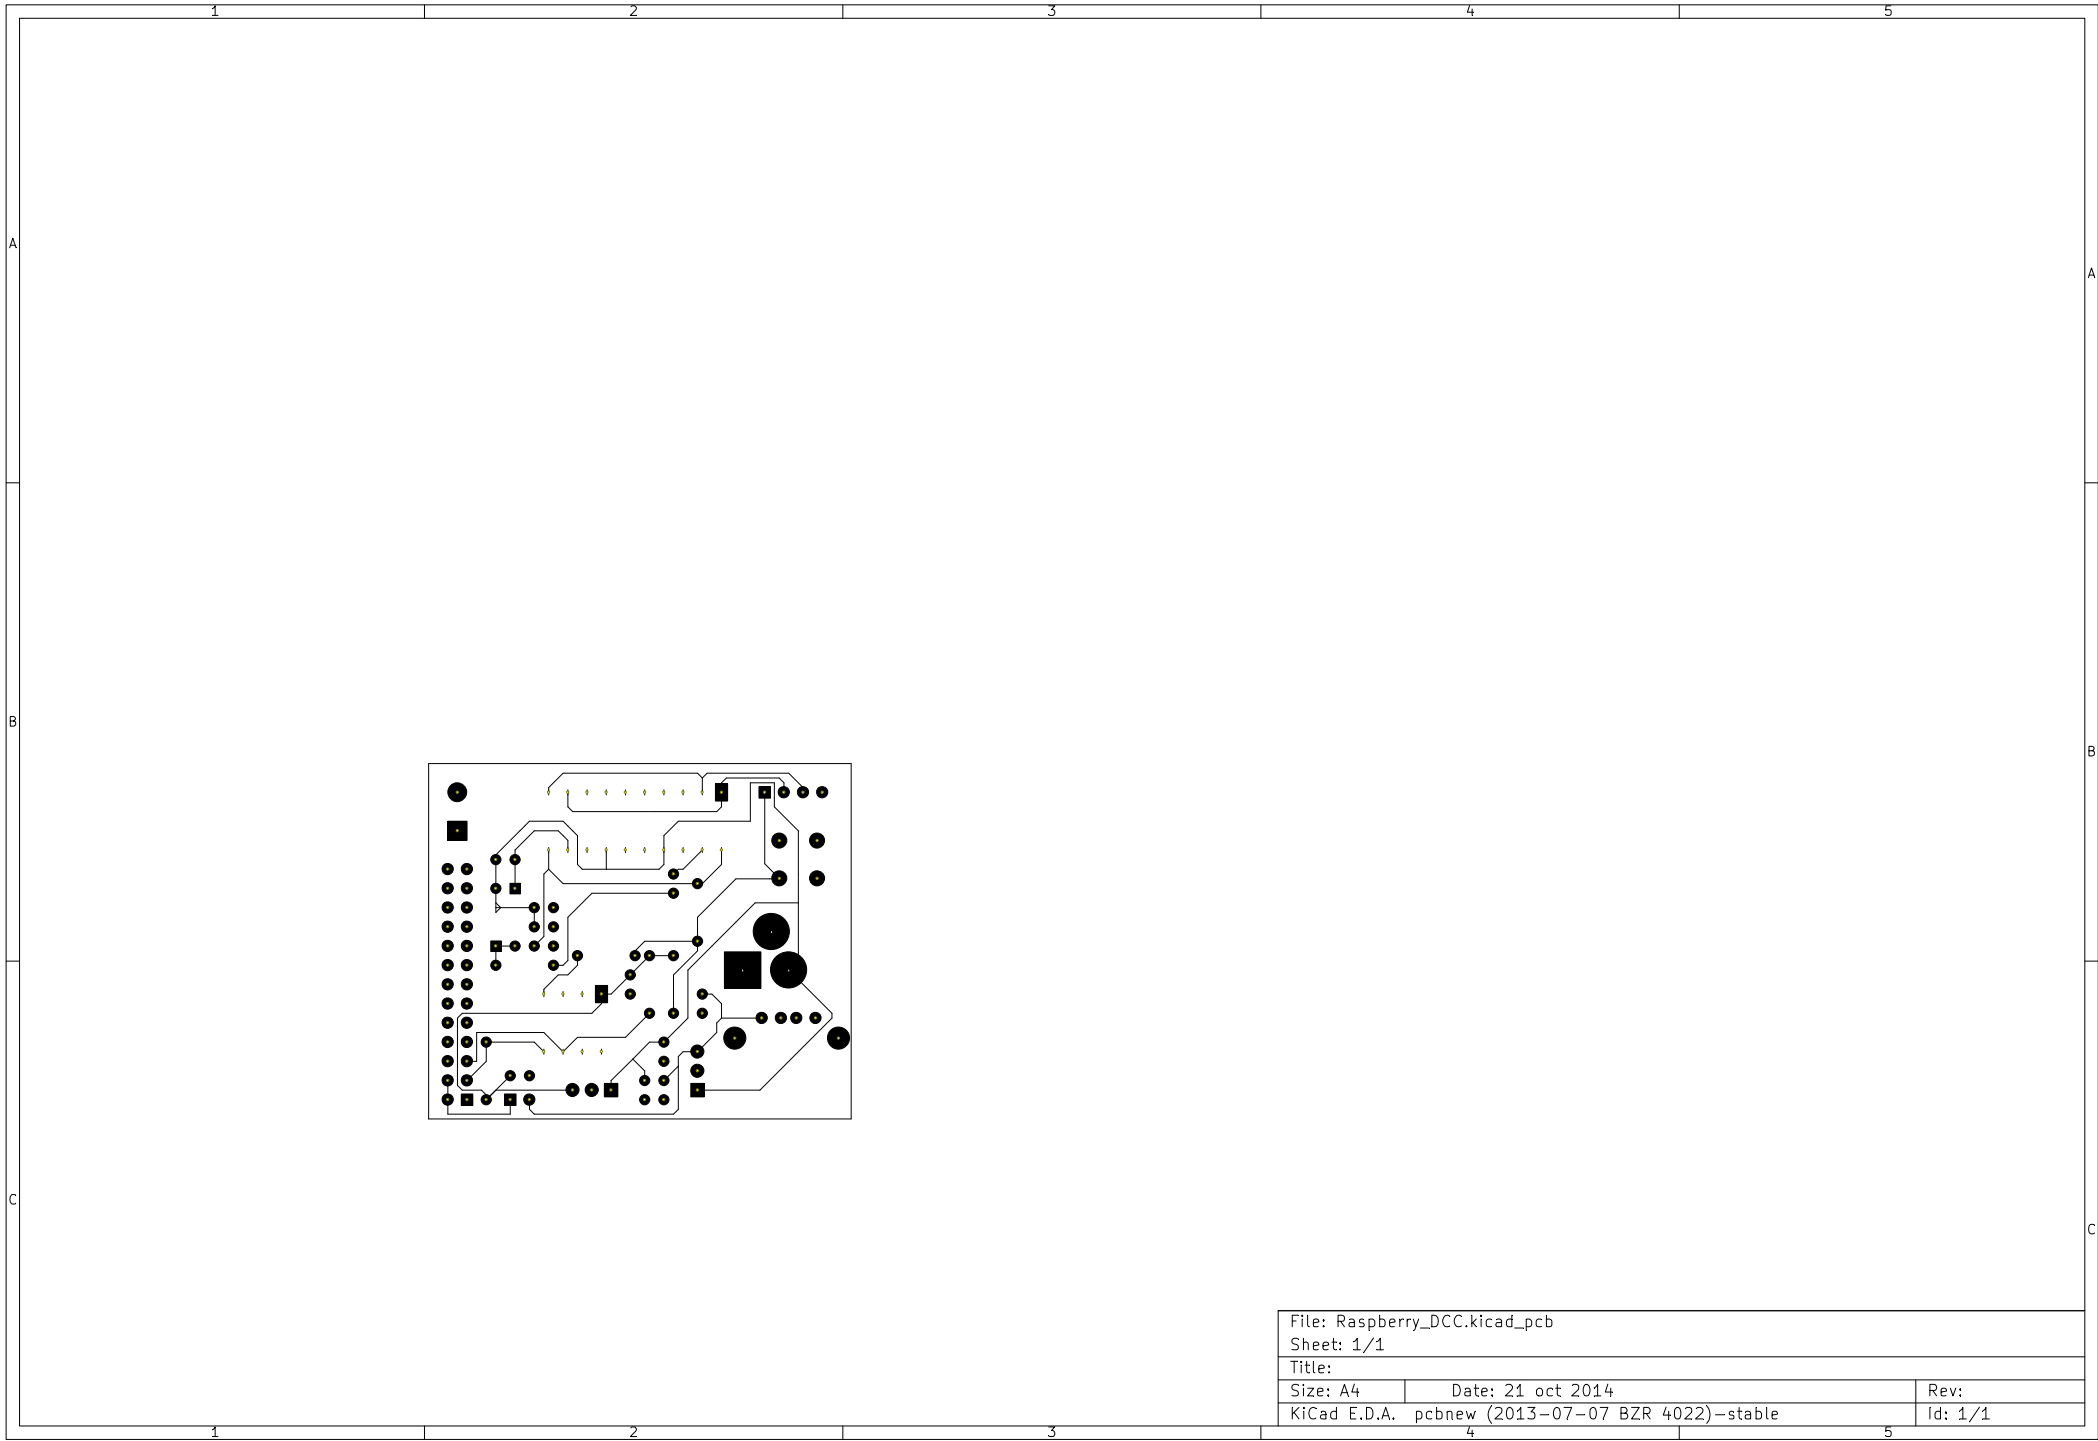 1 2 3 4 5
A
A
B
B
C
C
File: Raspberry_DCC.kicad_pcb
Sheet: 1/1
Title:
Size: A4 Date: 21 oct 2014 Rev:
KiCad E.D.A. pcbnew (2013-07-07 BZR 4022)-stable Id: 1/1
1 2 3 4 5